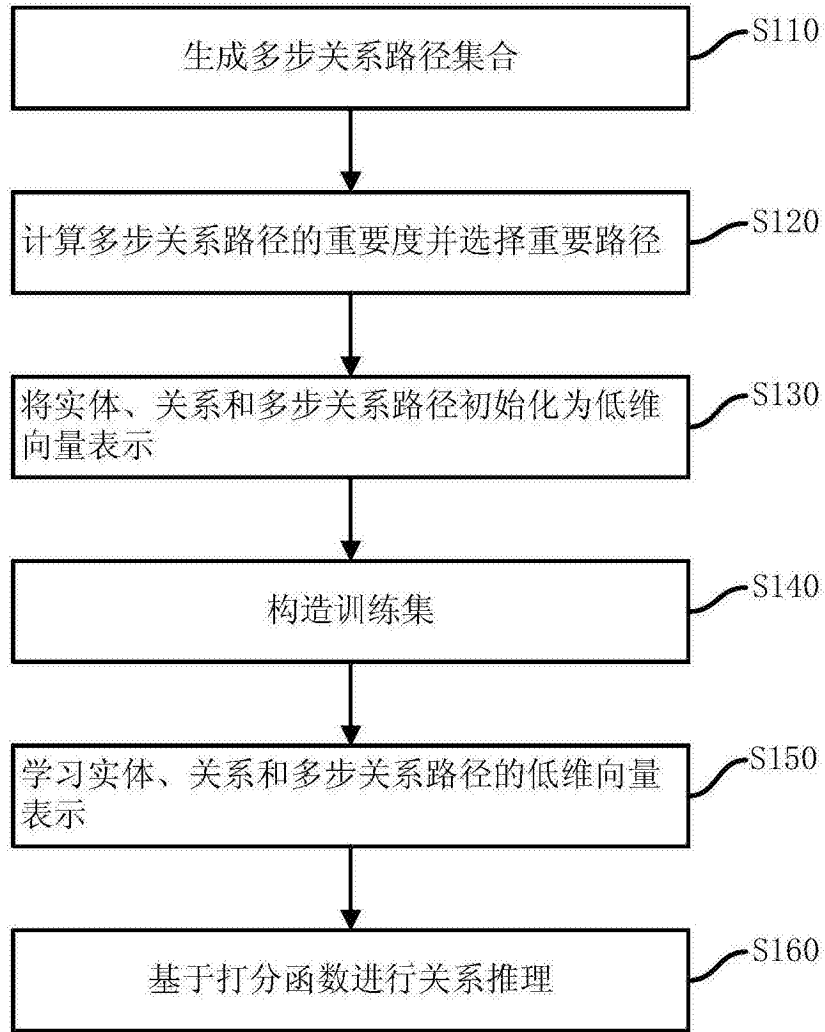 生成多步关系路径集合
S110
计算多步关系路径的重要度并选择重要路径
S120
将实体、关系和多步关系路径初始化为低维
向量表示
S130
构造训练集
S140
学习实体、关系和多步关系路径的低维向量
表示
S150
基于打分函数进行关系推理
S160